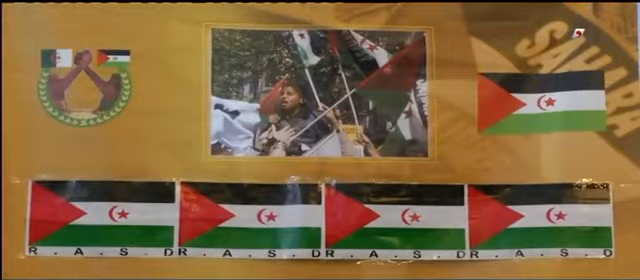 SAHARA
R . A . S . D R . A . S . D R . A . S . D R . A . S . D